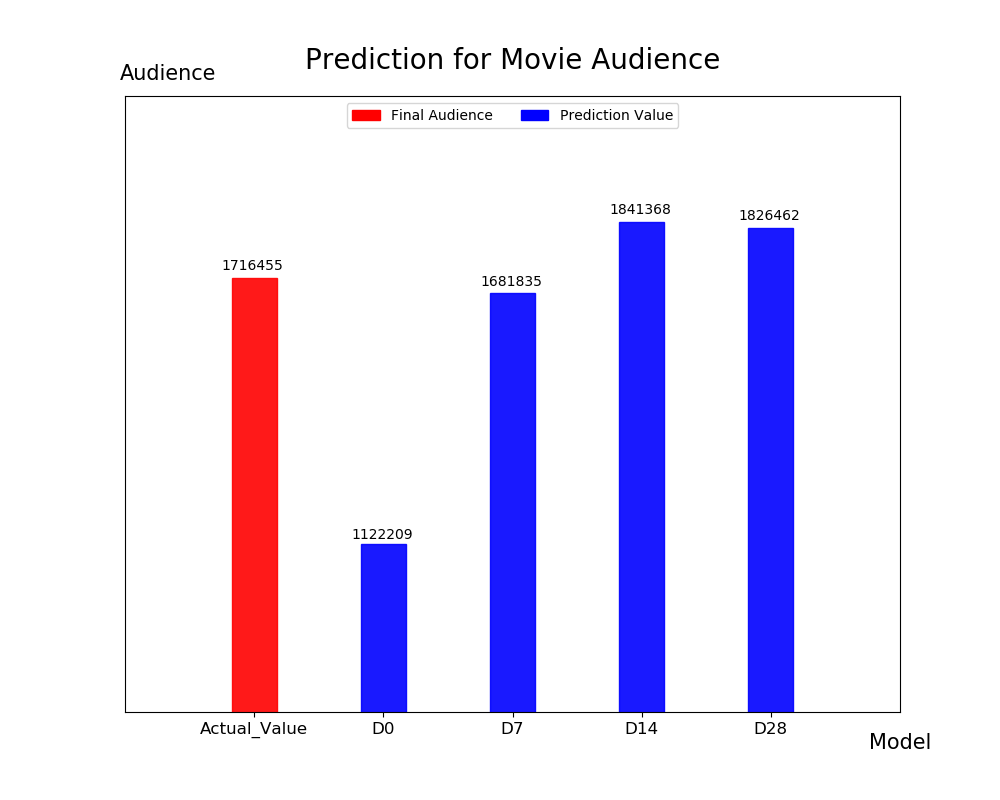 Prediction for Movie Audience
Audience
Final Audience Prediction Value
1841368
1826462
1716455
1681835
1122209
Actual_Value D0 D7 D14 D28
Model